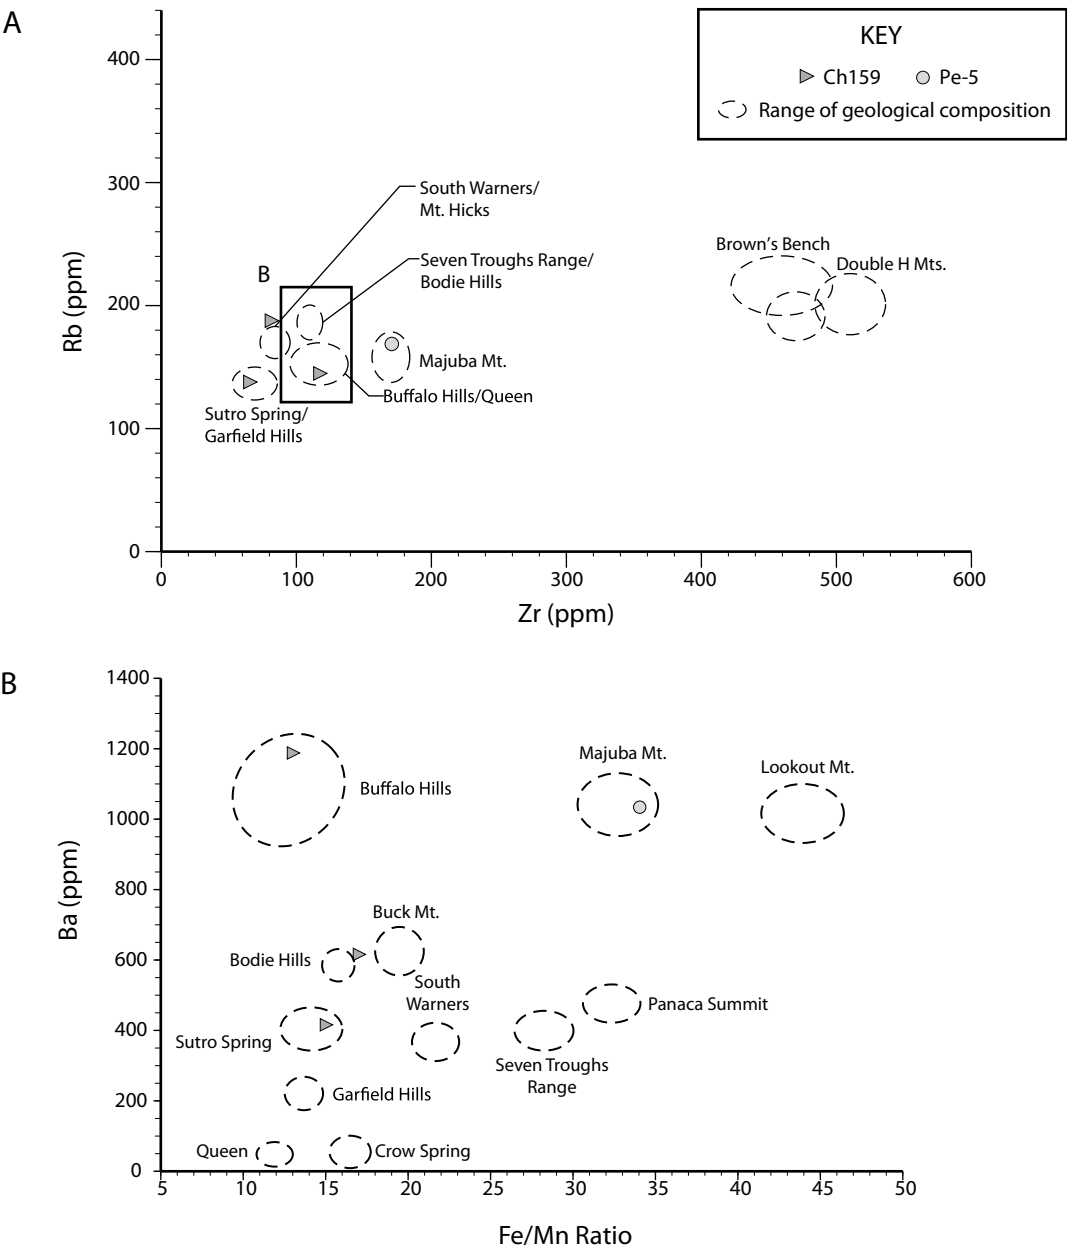 A
KEY
Ch159
Pe-5
Range of geological composition
400
300
200
100
0
Rb (ppm)
South Warners/
Mt. Hicks
Seven Troughs Range/
Bodie Hills
B
Brown's Bench
Double H Mts.
Majuba Mt.
Buffalo Hills/Queen
Sutro Spring/
Garfield Hills
0 100 200 300 400 500 600
Zr (ppm)
B
1400
1200
1000
800
600
400
200
0
Ba (ppm)
Majuba Mt.
Lookout Mt.
Buffalo Hills
Buck Mt.
Bodie Hills
South
Warners
Panaca Summit
Sutro Spring
Seven Troughs
Range
Garfield Hills
Queen
Crow Spring
5 10 15 20 25 30 35 40 45 50
Fe/Mn Ratio